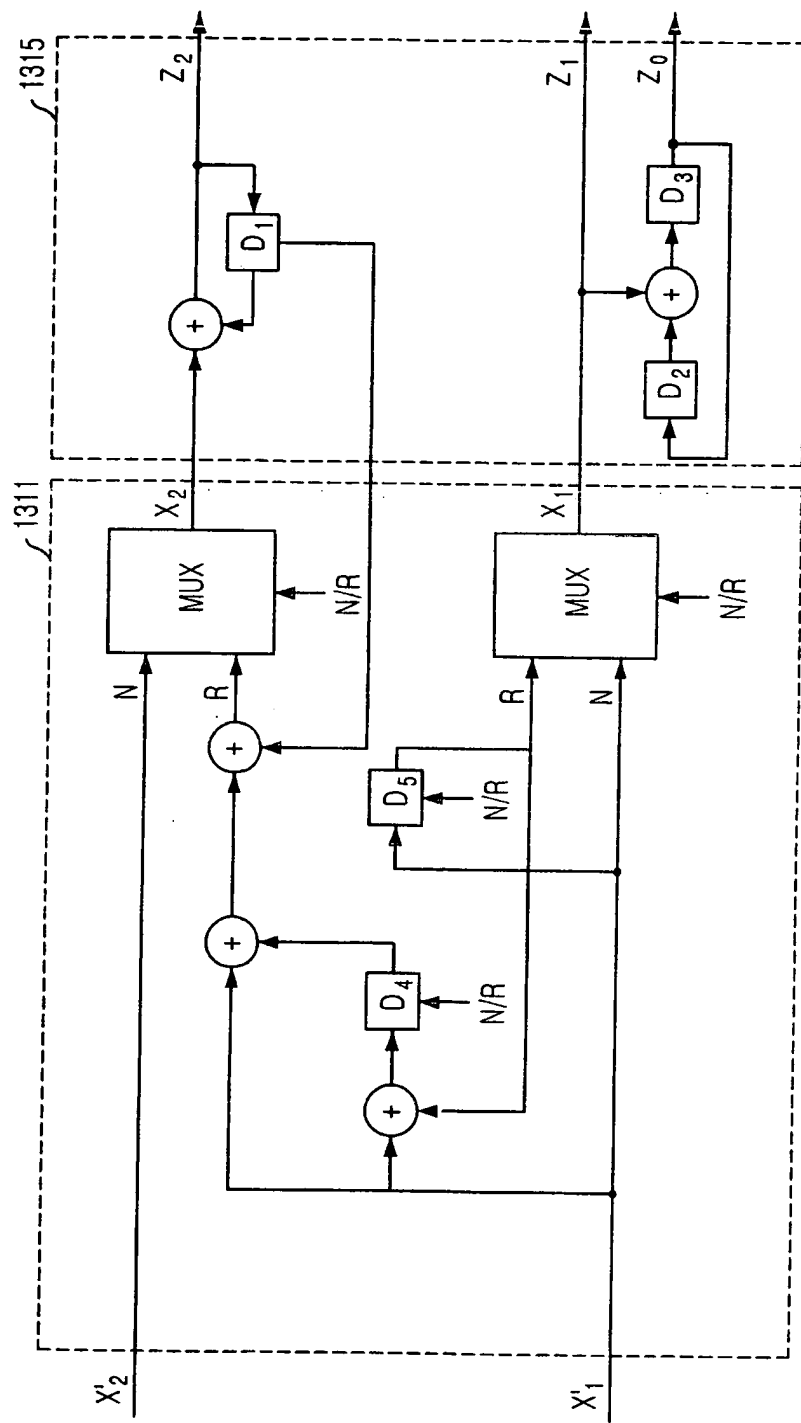 1311
1315
X'2
N
R
MUX
N/R
X2
Z2
D1
D4
N/R
D5
N/R
R
N
MUX
N/R
X1
Z1
Z0
D2
D3
X'1
+
+
+
+
+